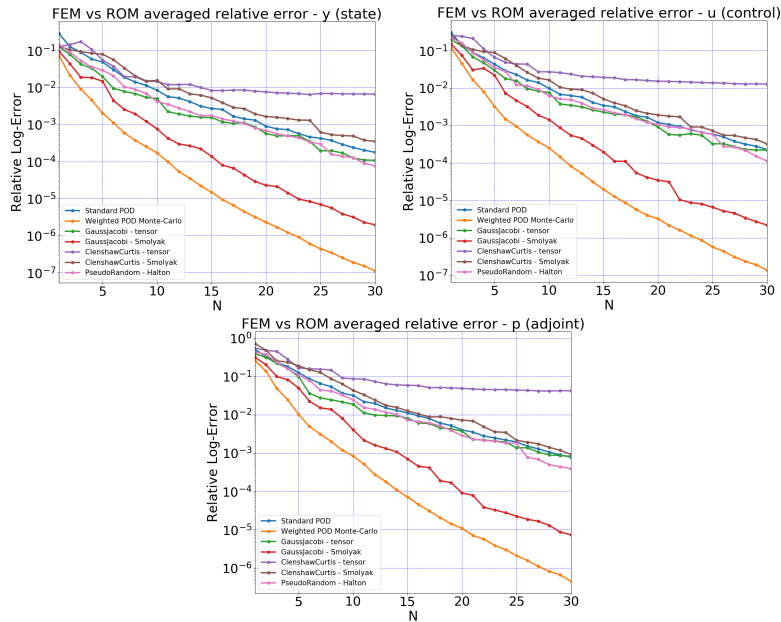 FEM vs ROM averaged relative error - y (state)
Relative Log-Error
10⁻¹
10⁻²
10⁻³
10⁻⁴
10⁻⁵
10⁻⁶
10⁻⁷
Standard POD
Weighted POD Monte-Carlo
GaussJacobi - tensor
GaussJacobi - Smolyak
ClenshawCurtis - tensor
ClenshawCurtis - Smolyak
PseudoRandom - Halton
5 10 15 20 25 30
N
FEM vs ROM averaged relative error - u (control)
Relative Log-Error
10⁻¹
10⁻²
10⁻³
10⁻⁴
10⁻⁵
10⁻⁶
10⁻⁷
Standard POD
Weighted POD Monte-Carlo
GaussJacobi - tensor
GaussJacobi - Smolyak
ClenshawCurtis - tensor
ClenshawCurtis - Smolyak
PseudoRandom - Halton
5 10 15 20 25 30
N
FEM vs ROM averaged relative error - p (adjoint)
Relative Log-Error
10⁰
10⁻¹
10⁻²
10⁻³
10⁻⁴
10⁻⁵
10⁻⁶
Standard POD
Weighted POD Monte-Carlo
GaussJacobi - tensor
GaussJacobi - Smolyak
ClenshawCurtis - tensor
ClenshawCurtis - Smolyak
PseudoRandom - Halton
5 10 15 20 25 30
N